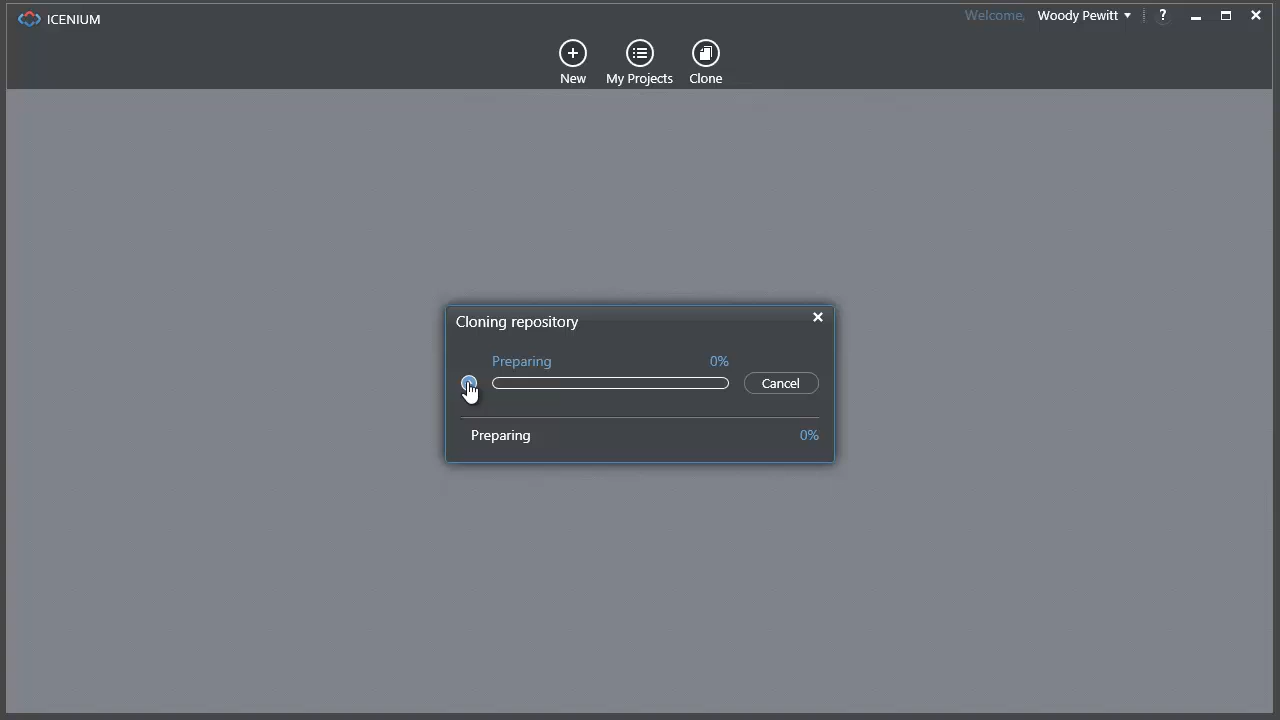 ICENIUM
Welcome, Woody Pewitt ?
New My Projects Clone
Cloning repository
Preparing 0%
Cancel
Preparing 0%